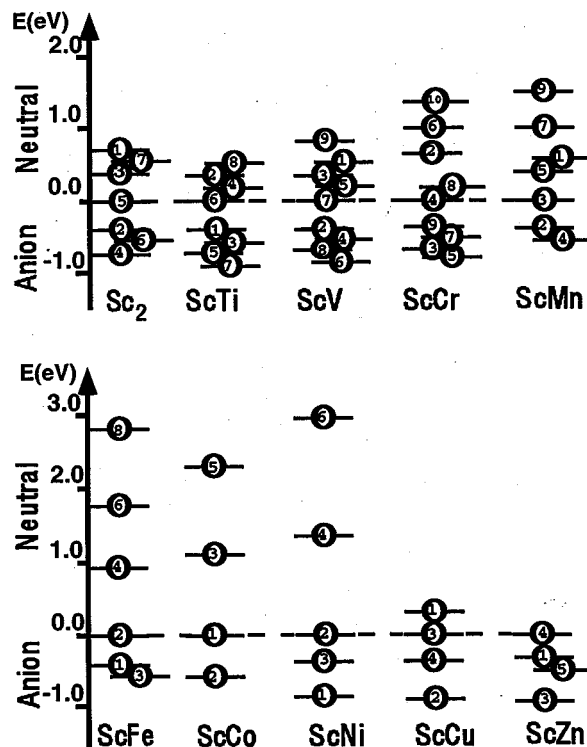 E(eV)
2.0
10 9
1.0 6 7
9
1 2
7 8 1 1
3 2 3 4
4 5 8
0.0 5 6 7 4 3
2 1 2 9 2
6 3 4 7 4
4 5 8 3 5
7 6
-1.0
Neutral
Anion
Sc2 ScTi ScV ScCr ScMn
E(eV)
3.0 6
8
5
2.0
6
4
1.0 4 3
1
0.0 2 1 2 3 4
1 3 4 1
3 2 5
-1.0 1 2 3
Neutral
Anion
ScFe ScCo ScNi ScCu ScZn